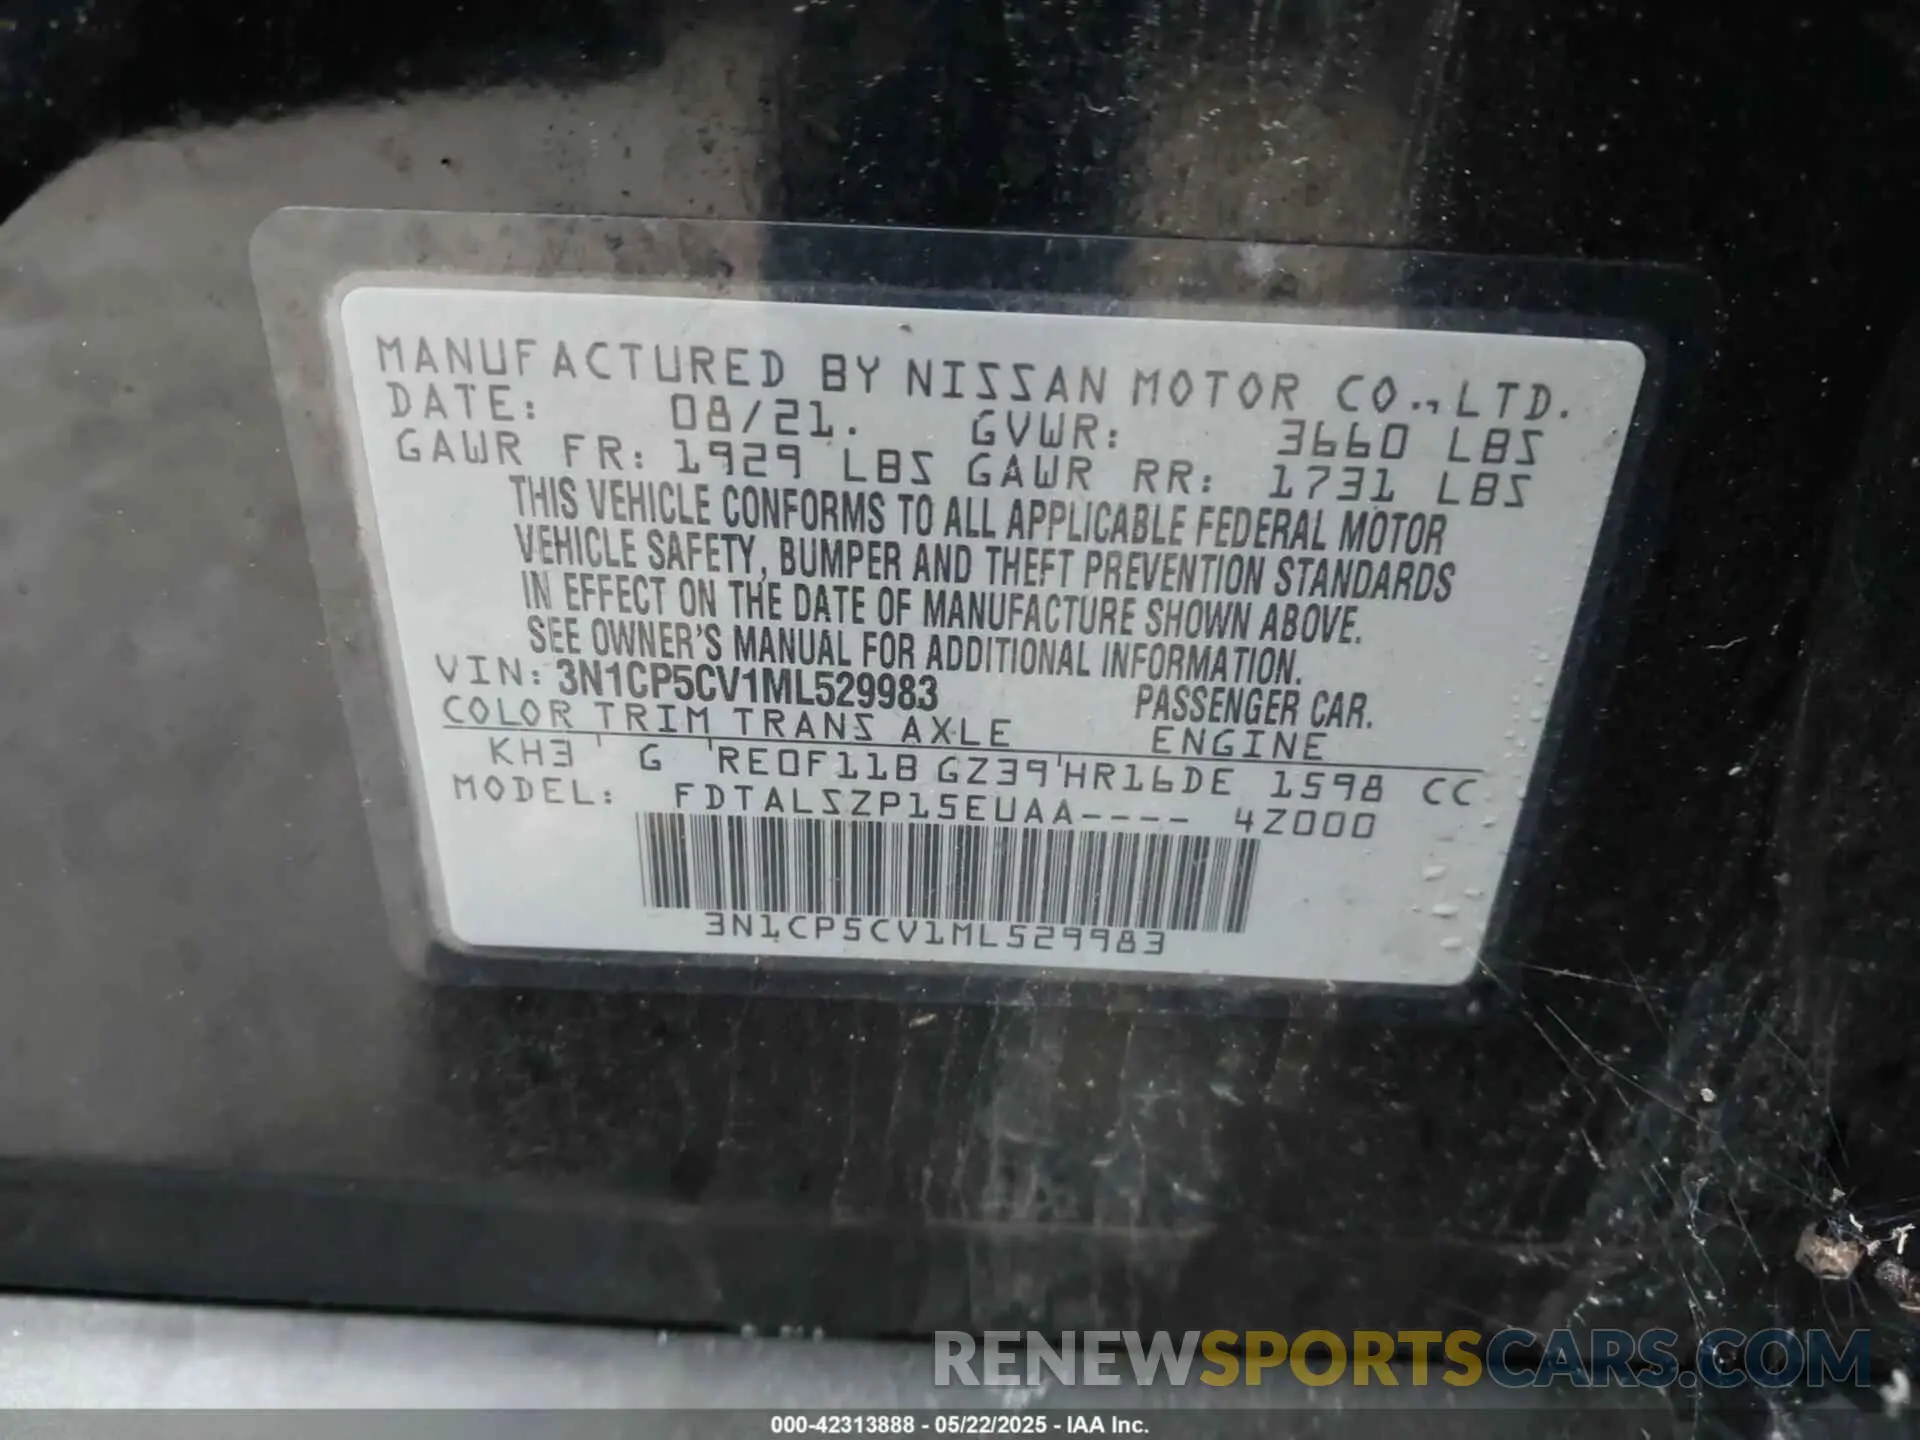 MANUFACTURED BY NISSAN MOTOR CO., LTD.
DATE: 08/21. GVWR: 3660 LBS
GAWR FR: 1929 LBS GAWR RR: 1731 LBS
THIS VEHICLE CONFORMS TO ALL APPLICABLE FEDERAL MOTOR
VEHICLE SAFETY, BUMPER AND THEFT PREVENTION STANDARDS
IN EFFECT ON THE DATE OF MANUFACTURE SHOWN ABOVE.
SEE OWNER'S MANUAL FOR ADDITIONAL INFORMATION.
VIN: 3N1CP5CV1ML529983 PASSENGER CAR.
COLOR TRIM TRANS AXLE ENGINE
KH3 G RE0F11B GZ39 HR16DE 1598 CC
MODEL: FDTALSZP15EUAA---- 4Z000
3N1CP5CV1ML529983
RENEWSPORTSCARS.COM
000-42313888 - 05/22/2025 - IAA Inc.